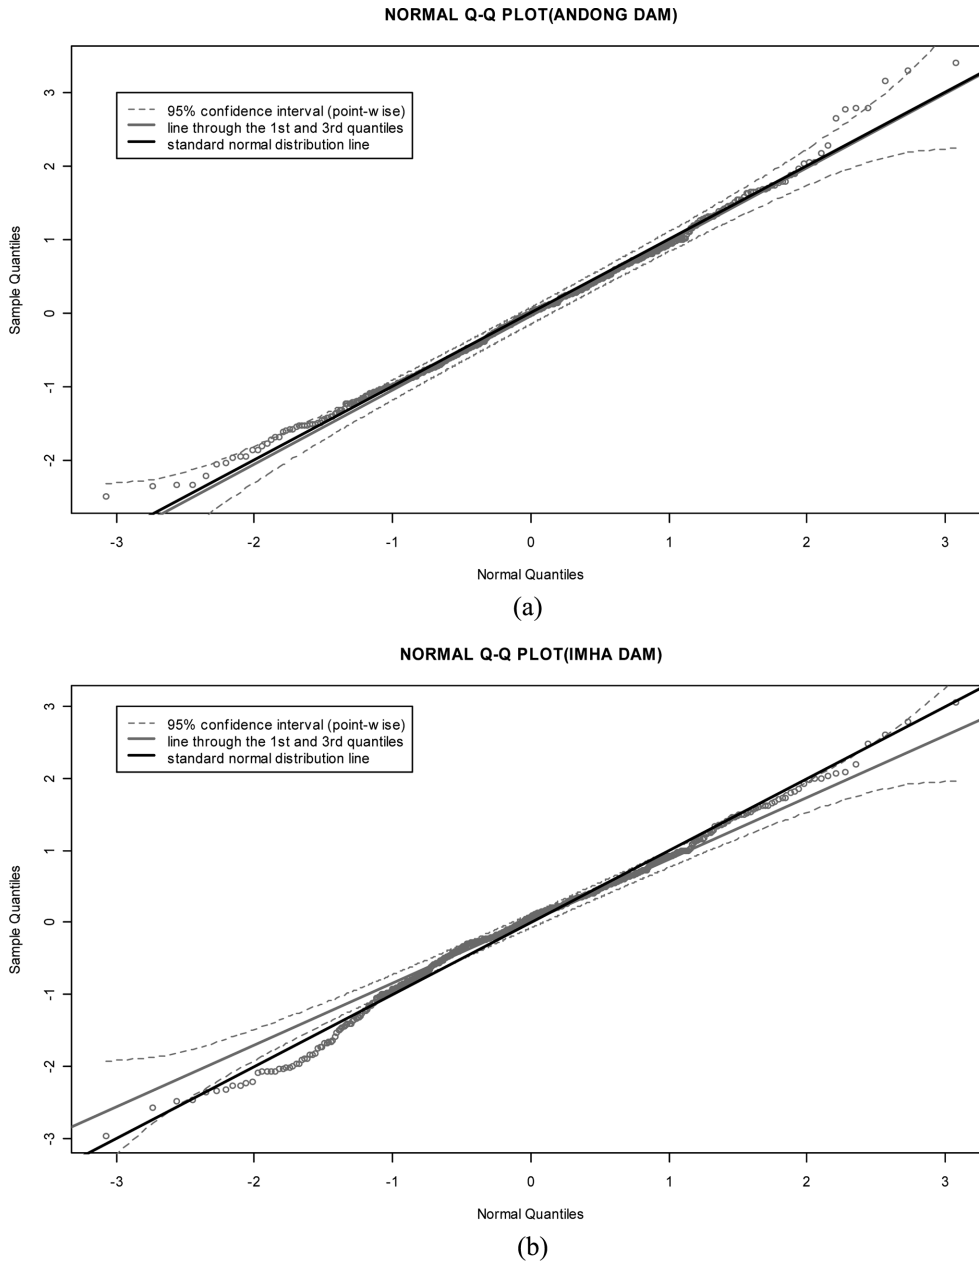 NORMAL Q-Q PLOT(ANDONG DAM)
95% confidence interval (point-wise)
line through the 1st and 3rd quantiles
standard normal distribution line
Sample Quantiles
3
2
1
0
-1
-2
-3 -2 -1 0 1 2 3
Normal Quantiles
(a)
NORMAL Q-Q PLOT(IMHA DAM)
95% confidence interval (point-wise)
line through the 1st and 3rd quantiles
standard normal distribution line
Sample Quantiles
3
2
1
0
-1
-2
-3
-3 -2 -1 0 1 2 3
Normal Quantiles
(b)